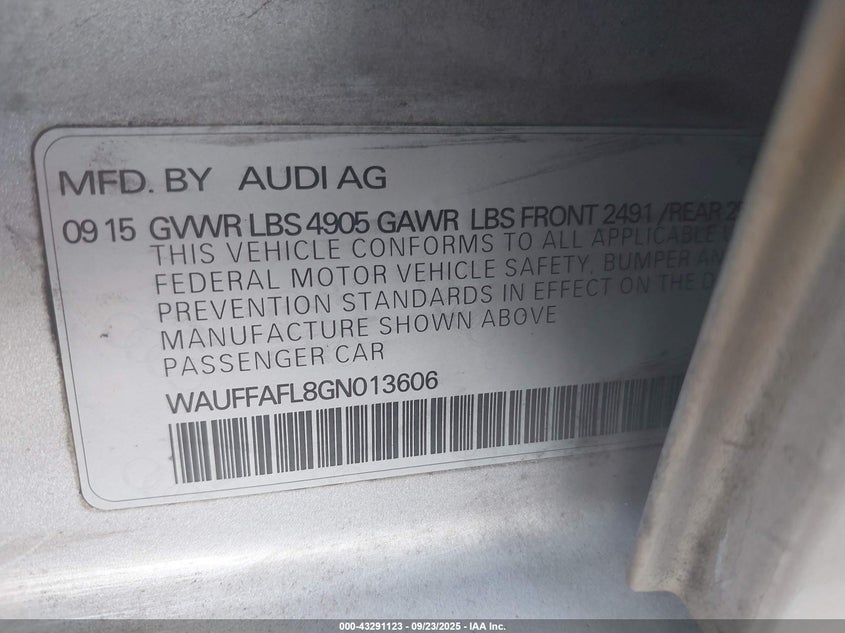 MFD. BY AUDI AG
09 15 GVWR LBS 4905 GAWR LBS FRONT 2491 /REAR
THIS VEHICLE CONFORMS TO ALL APPLICABLE
FEDERAL MOTOR VEHICLE SAFETY, BUMPER
PREVENTION STANDARDS IN EFFECT ON THE
MANUFACTURE SHOWN ABOVE
PASSENGER CAR
WAUFFAFL8GN013606
000-43291123 - 09/23/2025 - IAA Inc.